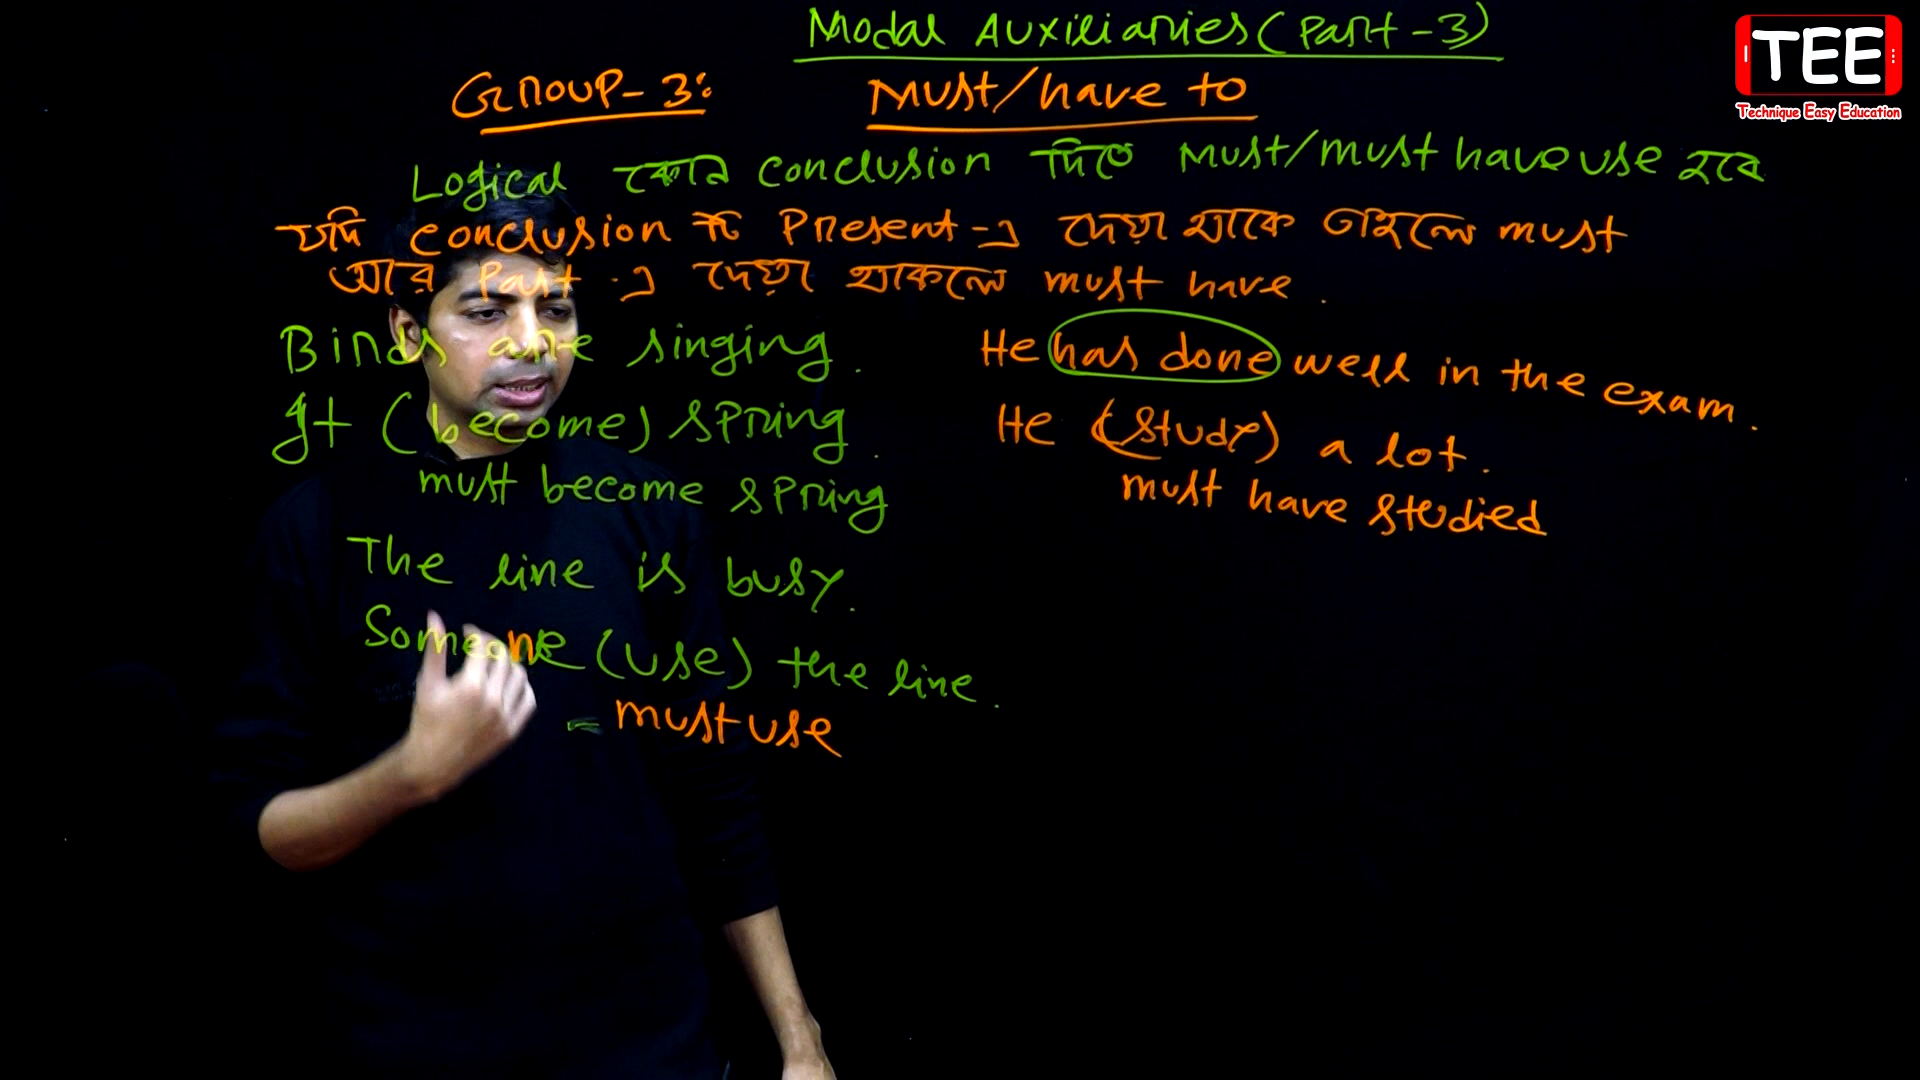 Modal Auxiliaries (Part-3)
TEE
Technique Easy Education
Group-3: Must/have to
Logical কোন conclusion দিতে Must/must have use হবে
যদি conclusion টি Present-এ দেয়া থাকে তাহলে must
আর Past-এ দেয়া থাকলে must have.
Birds are singing.
It (become) spring.
must become spring
The line is busy.
Someone (use) the line.
= must use
He has done well in the exam.
He (study) a lot.
must have studied